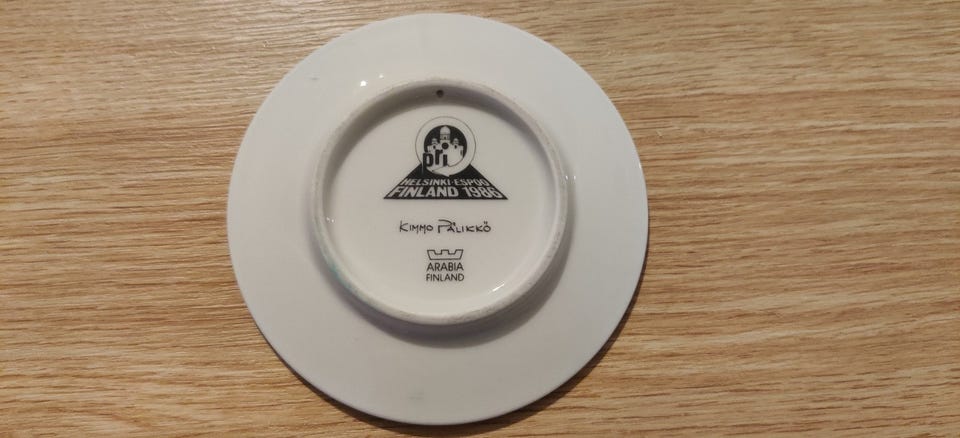 pri
HELSINKI-ESPOO
FINLAND 1986
KIMMO PÄLIKKÖ
ARABIA
FINLAND